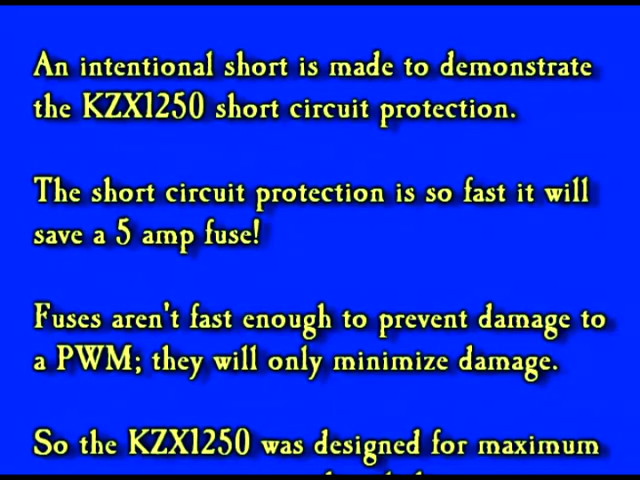 An intentional short is made to demonstrate
the KZX1250 short circuit protection.
The short circuit protection is so fast it will
save a 5 amp fuse!
Fuses aren't fast enough to prevent damage to
a PWM; they will only minimize damage.
So the KZX1250 was designed for maximum